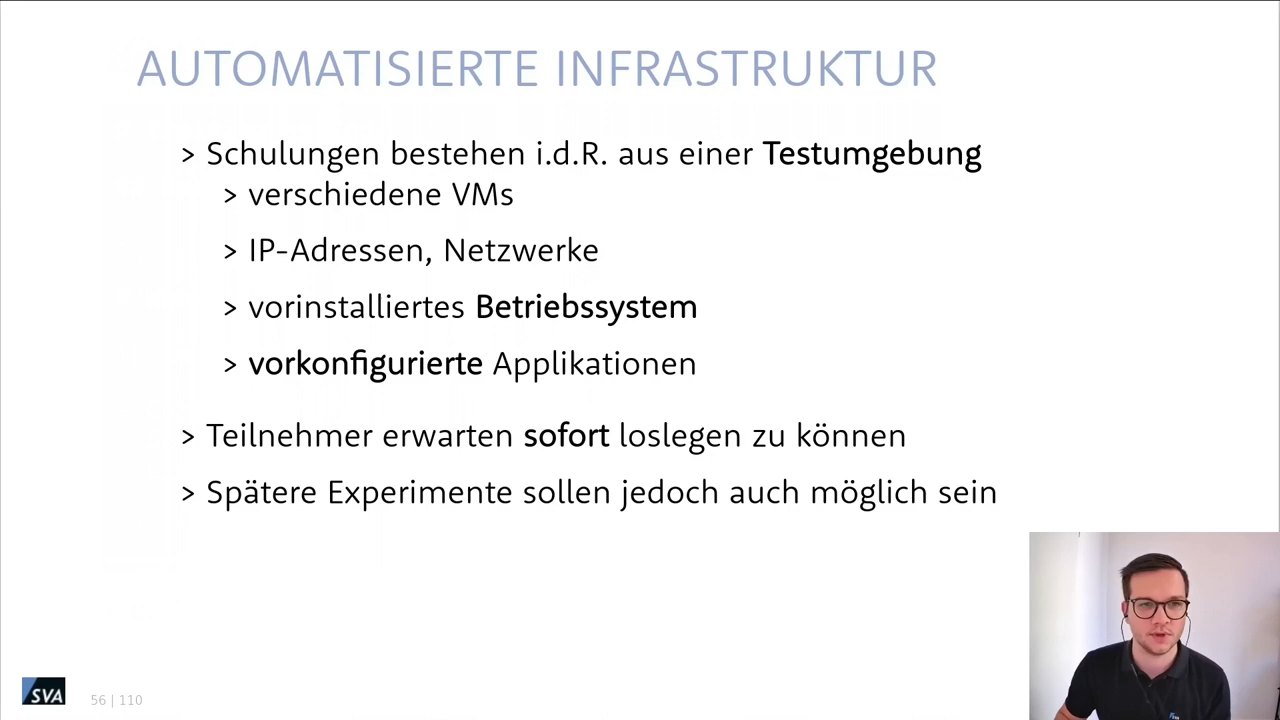 AUTOMATISIERTE INFRASTRUKTUR
> Schulungen bestehen i.d.R. aus einer Testumgebung
> verschiedene VMs
> IP-Adressen, Netzwerke
> vorinstalliertes Betriebssystem
> vorkonfigurierte Applikationen
> Teilnehmer erwarten sofort loslegen zu können
> Spätere Experimente sollen jedoch auch möglich sein
SVA
56 | 110